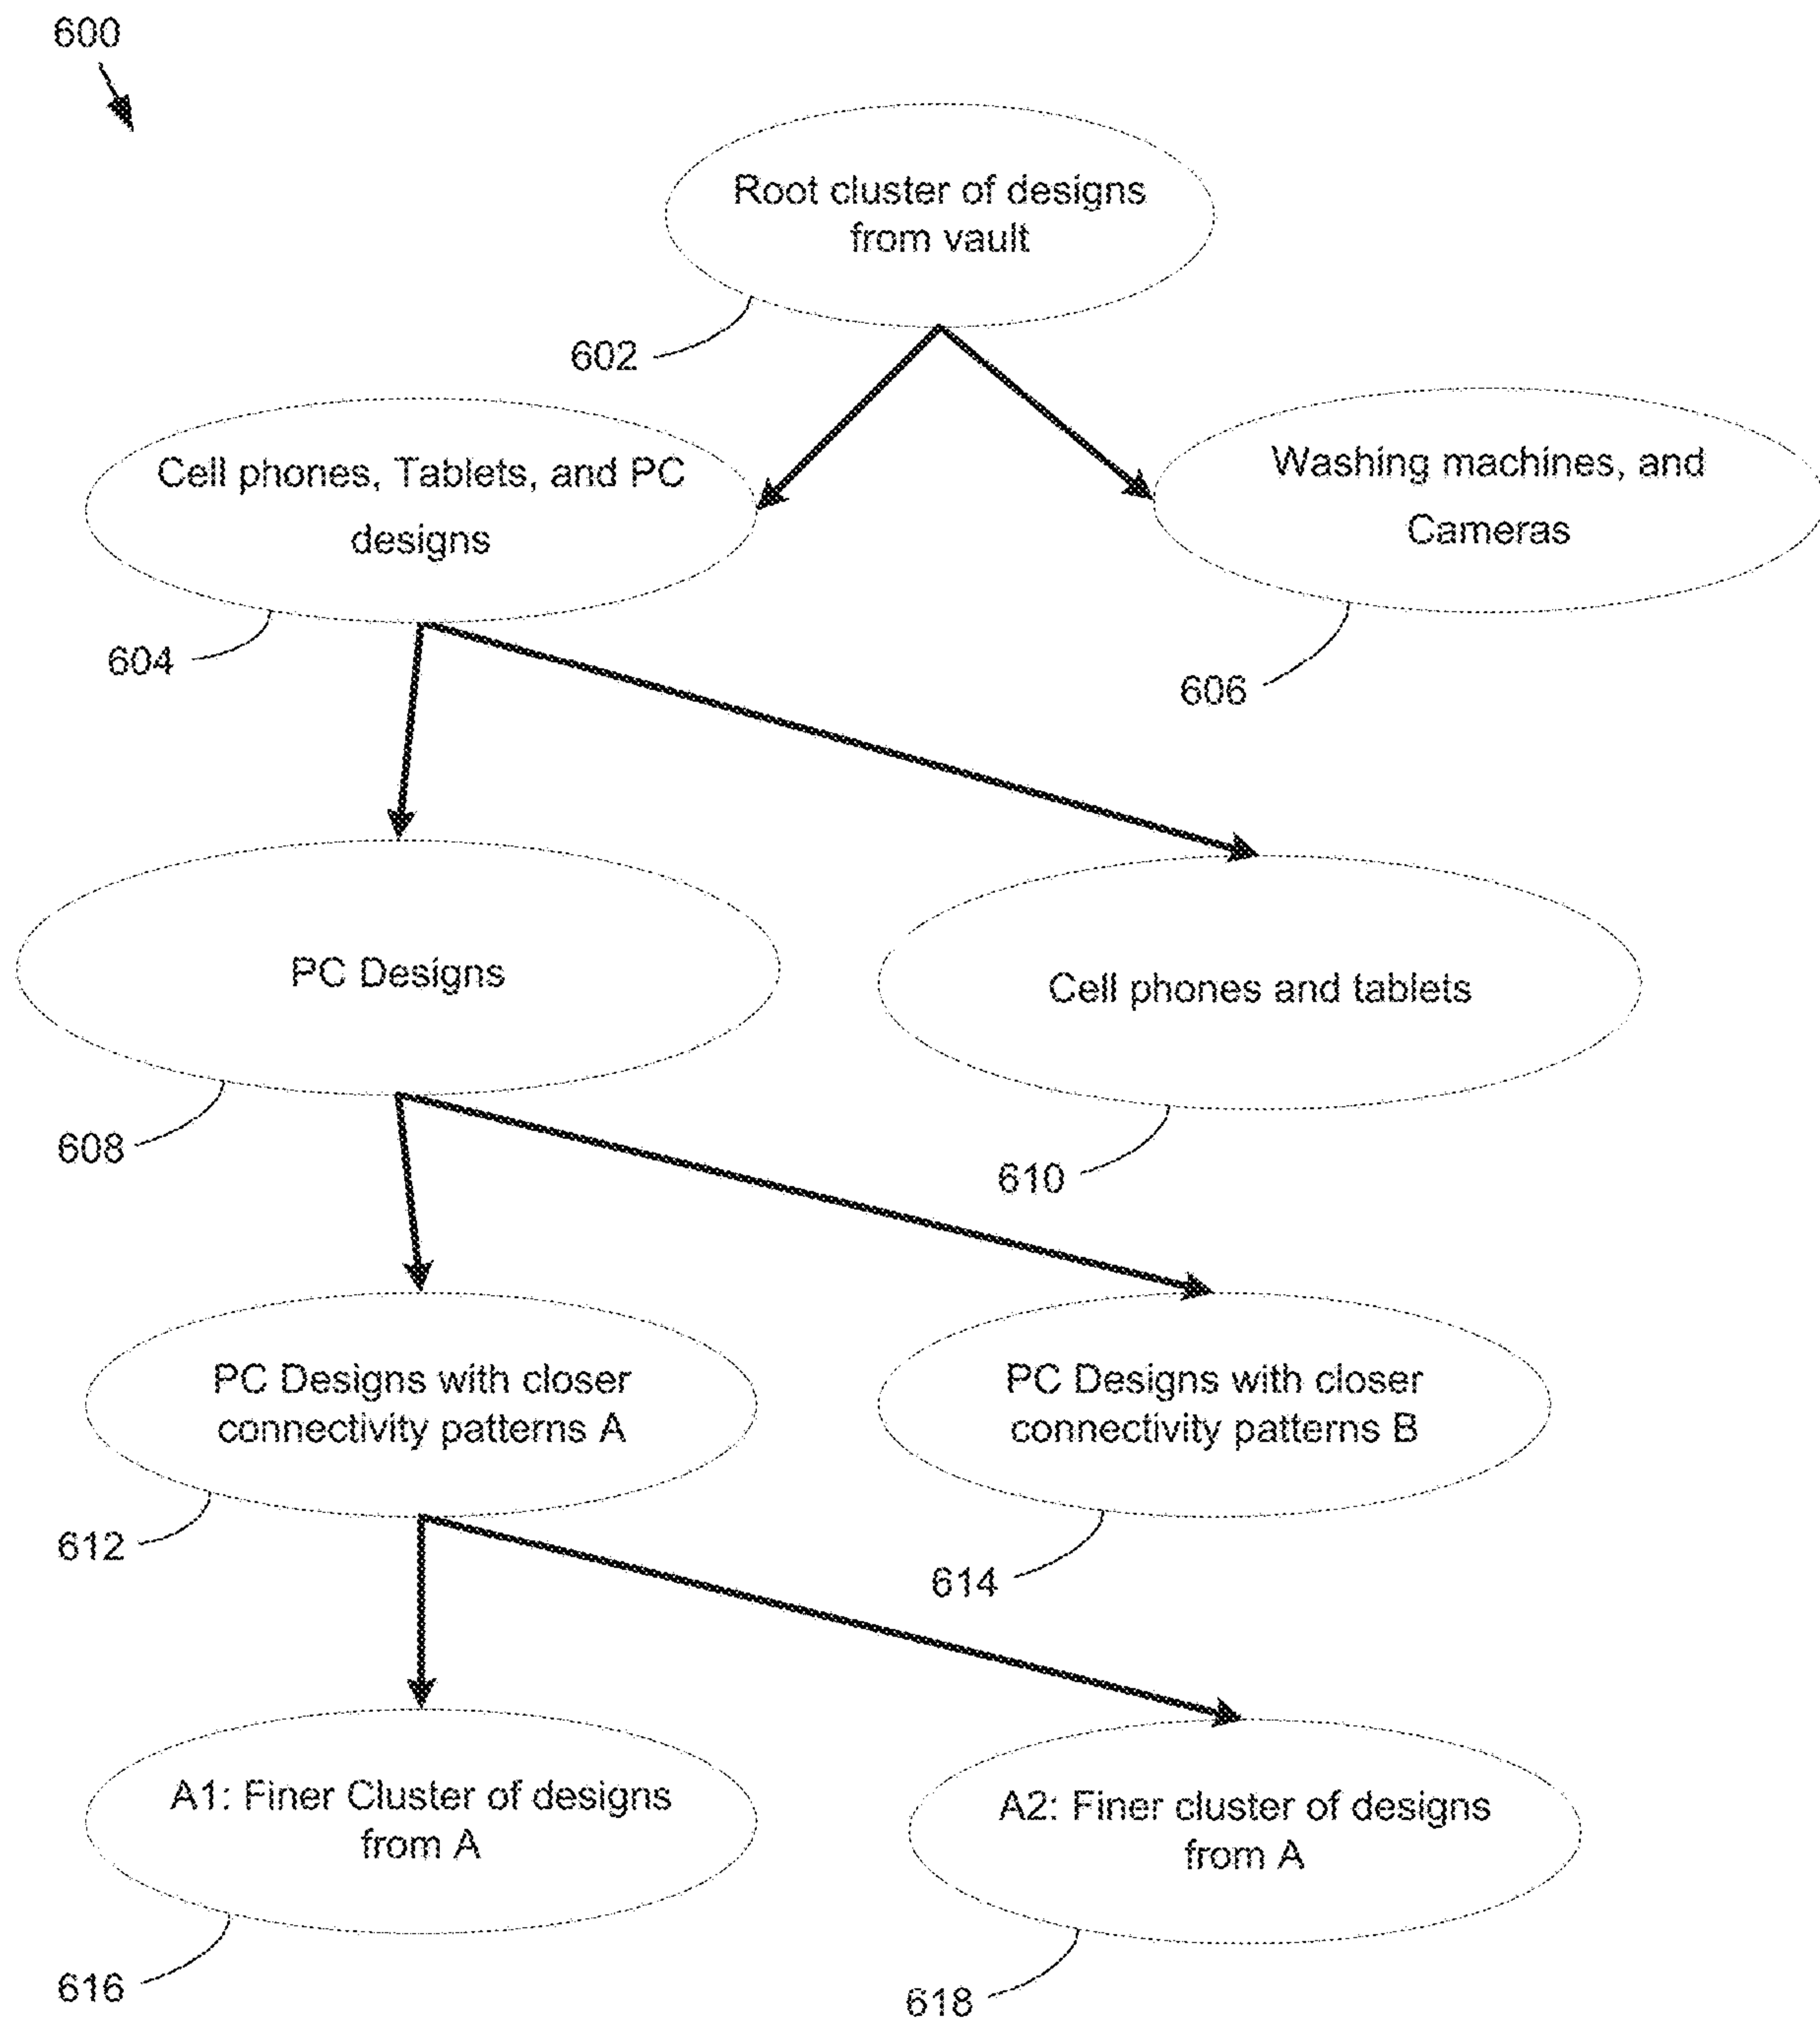 600
Root cluster of designs
from vault
602
Cell phones, Tablets, and PC
designs
604
Washing machines, and
Cameras
606
PC Designs
608
Cell phones and tablets
610
PC Designs with closer
connectivity patterns A
612
PC Designs with closer
connectivity patterns B
614
A1: Finer Cluster of designs
from A
616
A2: Finer cluster of designs
from A
618